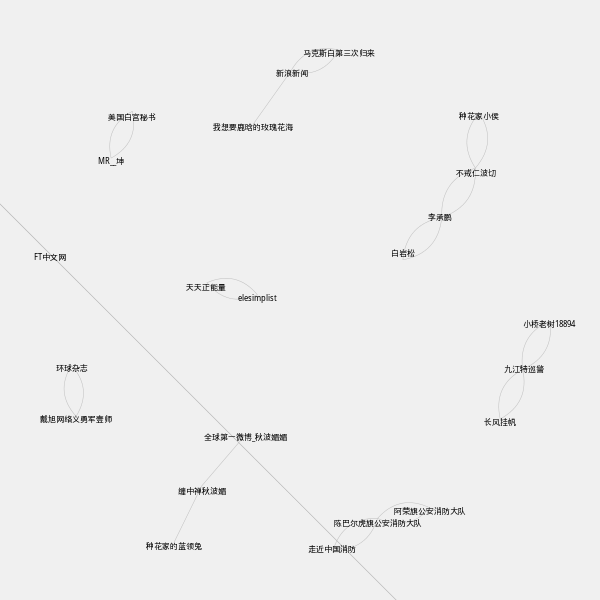 马克斯白第三次归来
新浪新闻
美国白宫秘书
种花家小侯
我想要鹿晗的玫瑰花海
MR__坤
不戒仁波切
李承鹏
白岩松
FT中文网
天天正能量
elesimplist
小桥老树18894
环球杂志
九江特巡警
戴旭网络义勇军壹师
长风挂帆
全球第一微博_秋波媚媚
缠中禅秋波媚
阿荣旗公安消防大队
陈巴尔虎旗公安消防大队
种花家的蓝领兔
走近中国消防